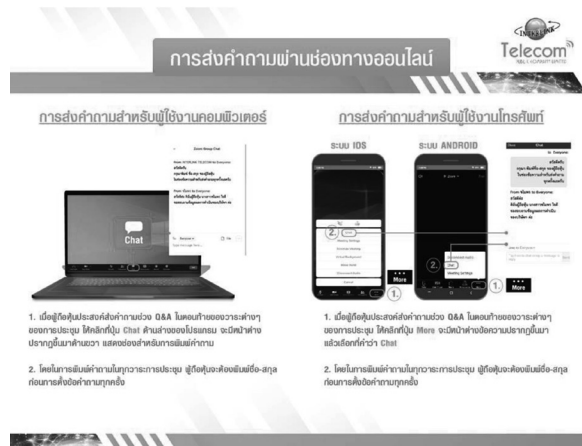 INTERLINK
Telecom
การส่งคำถามผ่านช่องทางออนไลน์
การส่งคำถามสำหรับผู้ใช้งานคอมพิวเตอร์
Zoom Group Chat
From INTERLINK TELECOM to Everyone:
Chat
1. เมื่อผู้ถือหุ้นประสงค์ส่งคำถามช่วง Q&A ในตอนท้ายของวาระต่างๆ
ของการประชุม ให้คลิกที่ปุ่ม Chat ด้านล่างของโปรแกรม จะมีหน้าต่าง
ปรากฏขึ้นมาด้านขวา แสดงช่องสำหรับการพิมพ์คำถาม
2. โดยในการพิมพ์คำถามในทุกวาระการประชุม ผู้ถือหุ้นจะต้องพิมพ์ชื่อ-สกุล
ก่อนการตั้งข้อคำถามทุกครั้ง
การส่งคำถามสำหรับผู้ใช้งานโทรศัพท์
ระบบ IOS
ระบบ ANDROID
Chat
to Everyone:
2.
Chat
Meeting Settings
2.
Chat
Meeting Settings
More
1.
1.
More
1. เมื่อผู้ถือหุ้นประสงค์ส่งคำถามช่วง Q&A ในตอนท้ายของวาระต่างๆ
ของการประชุม ให้คลิกที่ปุ่ม More จะมีหน้าต่างข้อความปรากฏขึ้นมา
แล้วเลือกที่คำว่า Chat
2. โดยในการพิมพ์คำถามในทุกวาระการประชุม ผู้ถือหุ้นจะต้องพิมพ์ชื่อ-สกุล
ก่อนการตั้งข้อคำถามทุกครั้ง